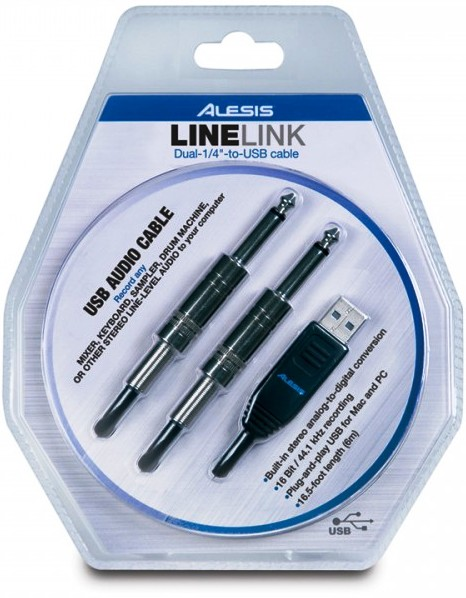 ALESIS
LINELINK
Dual-1/4"-to-USB cable
USB AUDIO CABLE
Record any
MIXER, KEYBOARD, SAMPLER, DRUM MACHINE,
OR OTHER STEREO LINE-LEVEL AUDIO to your computer
ALESIS
•Built-in stereo analog-to-digital conversion
•16 Bit / 44.1 kHz recording
•Plug-and-play USB for Mac and PC
•16.5-foot length (6m)
USB